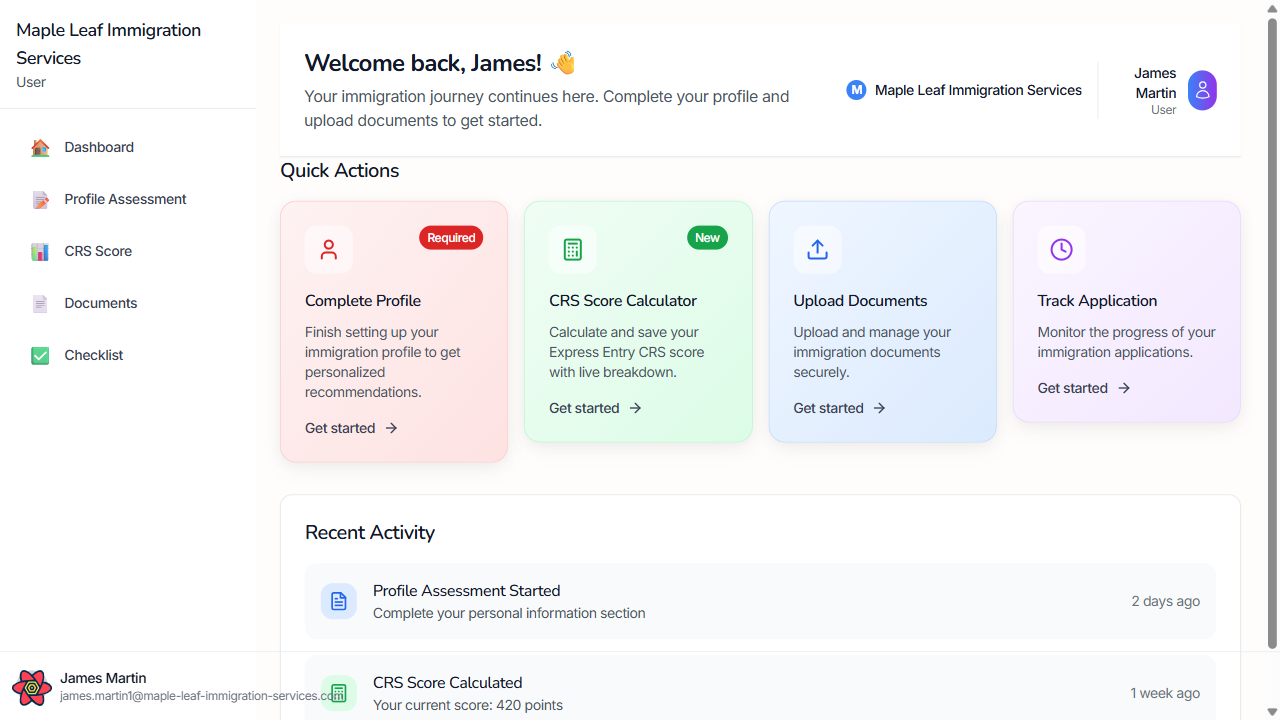 Maple Leaf Immigration
Services
User
Dashboard
Profile Assessment
CRS Score
Documents
Checklist
James Martin
james.martin1@maple-leaf-immigration-services.com
Welcome back, James! 👋
Your immigration journey continues here. Complete your profile and
upload documents to get started.
M Maple Leaf Immigration Services
James
Martin
User
Quick Actions
Required
Complete Profile
Finish setting up your
immigration profile to get
personalized
recommendations.
Get started →
New
CRS Score Calculator
Calculate and save your
Express Entry CRS score
with live breakdown.
Get started →
Upload Documents
Upload and manage your
immigration documents
securely.
Get started →
Track Application
Monitor the progress of your
immigration applications.
Get started →
Recent Activity
Profile Assessment Started
Complete your personal information section
2 days ago
CRS Score Calculated
Your current score: 420 points
1 week ago